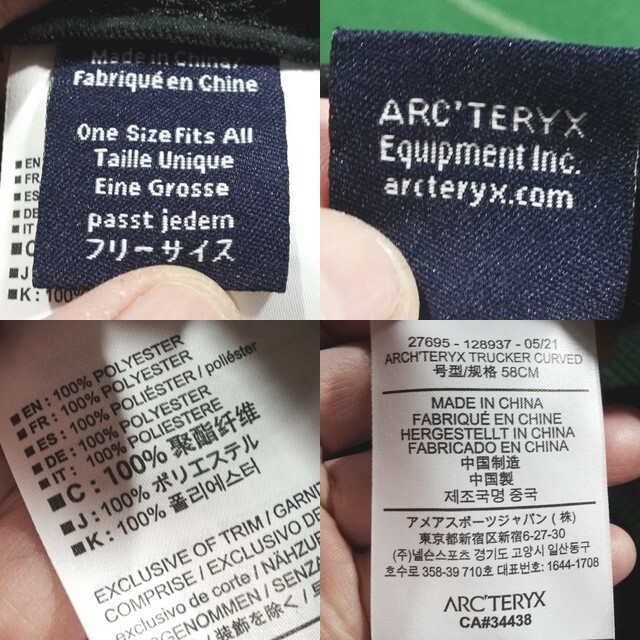 Made in China/
Fabriqué en Chine
One Size Fits All
Taille Unique
Eine Grosse
passt jedem
フリーサイズ
EN
FR
ES
DE
IT
C
J
K : 100%
ARC'TERYX
Equipment Inc.
arcteryx.com
EN : 100% POLYESTER
FR : 100% POLYESTER
ES : 100% POLIÉSTER / poliéster
DE : 100% POLYESTER
IT : 100% POLIESTERE
C : 100% 聚酯纤维
J : 100% ポリエステル
K : 100% 폴리에스터
EXCLUSIVE OF TRIM / GARNI
COMPRISE / EXCLUSIVO DE
exclusivo de corte / NÄHZU
SGENOMMEN / SENZA
/ 装飾を除く /
27695 - 128937 - 05/21
ARCH'TERYX TRUCKER CURVED
号型/规格 58CM
MADE IN CHINA
FABRIQUÉ EN CHINE
HERGESTELLT IN CHINA
FABRICADO EN CHINA
中国制造
中国製
제조국명 중국
アメアスポーツジャパン (株)
東京都新宿区新宿6-27-30
(주)넬슨스포츠 경기도 고양시 일산동구
호수로 358-39 710호 대표번호: 1644-1708
ARC'TERYX
CA#34438